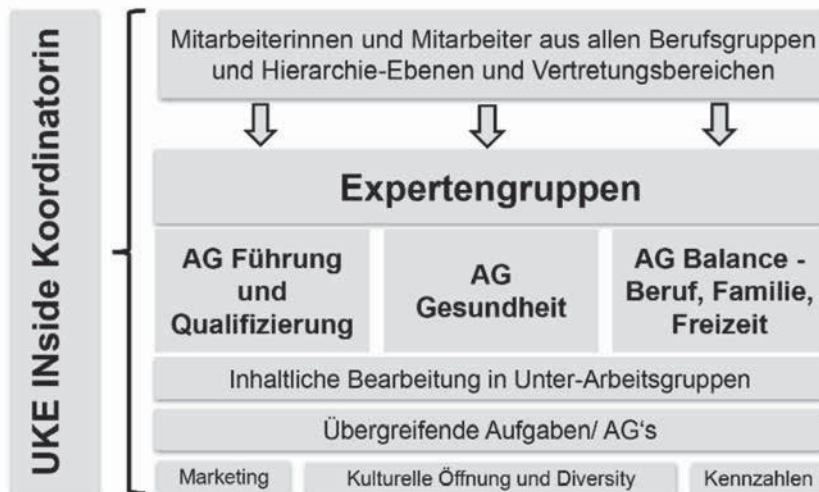 UKE INside Koordinatorin
Mitarbeiterinnen und Mitarbeiter aus allen Berufsgruppen
und Hierarchie-Ebenen und Vertretungsbereichen
Expertengruppen
AG Führung
und
Qualifizierung
AG
Gesundheit
AG Balance -
Beruf, Familie,
Freizeit
Inhaltliche Bearbeitung in Unter-Arbeitsgruppen
Übergreifende Aufgaben/ AG's
Marketing
Kulturelle Öffnung und Diversity
Kennzahlen